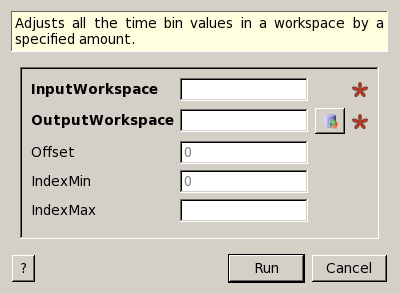 Adjusts all the time bin values in a workspace by a
specified amount.
InputWorkspace *
OutputWorkspace *
Offset 0
IndexMin 0
IndexMax
? Run Cancel